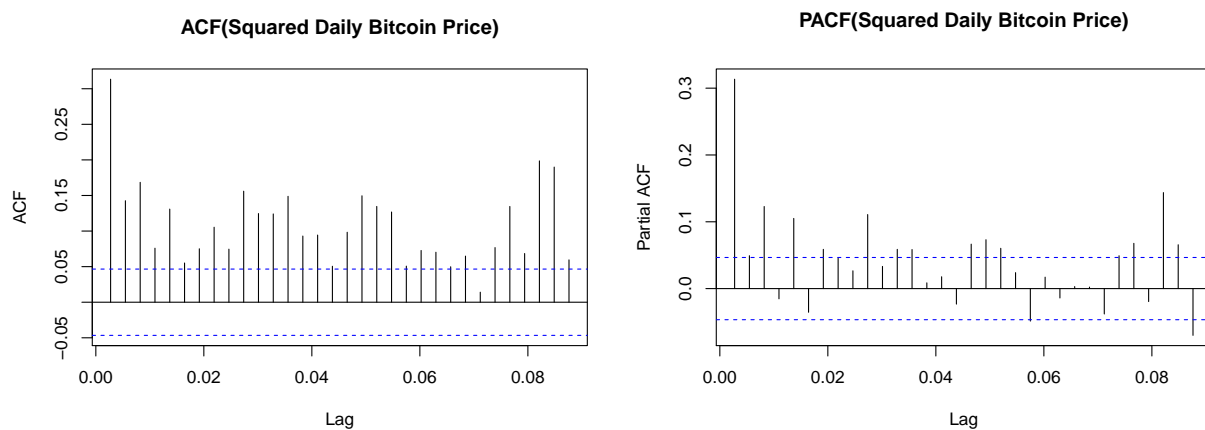 ACF(Squared Daily Bitcoin Price)
ACF
0.25
0.15
0.05
−0.05
0.00 0.02 0.04 0.06 0.08
Lag
PACF(Squared Daily Bitcoin Price)
Partial ACF
0.3
0.2
0.1
0.0
0.00 0.02 0.04 0.06 0.08
Lag